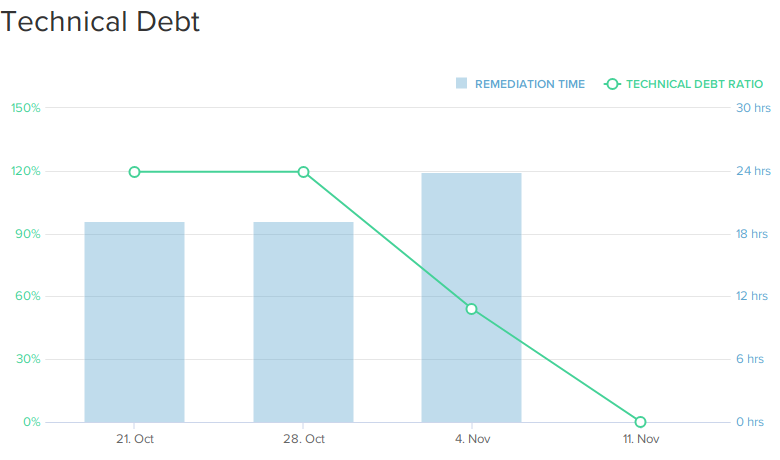 Technical Debt
REMEDIATION TIME TECHNICAL DEBT RATIO
150% 30 hrs
120% 24 hrs
90% 18 hrs
60% 12 hrs
30% 6 hrs
0% 0 hrs
21. Oct 28. Oct 4. Nov 11. Nov